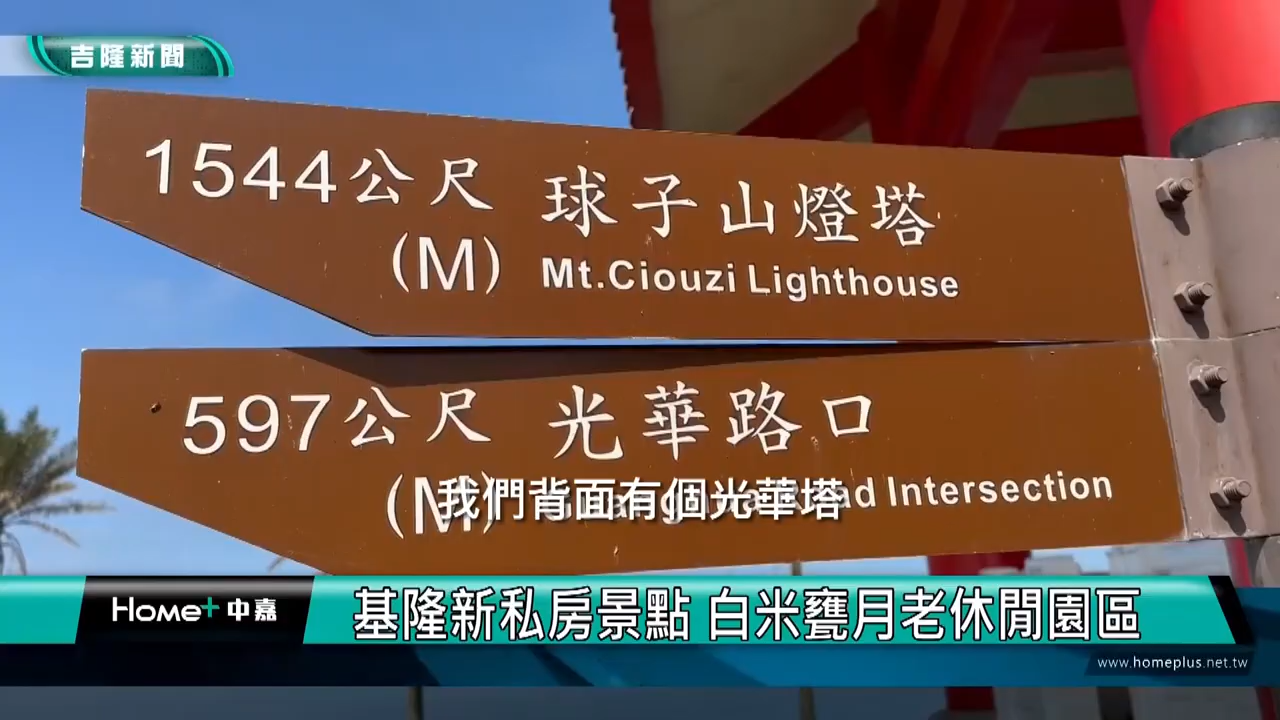 吉隆新聞
1544公尺 球子山燈塔
(M) Mt.Ciouzi Lighthouse
597公尺 光華路口
(M) Road Intersection
我們背面有個光華塔
Home+中嘉 基隆新私房景點 白米甕月老休閒園區
www.homeplus.net.tw